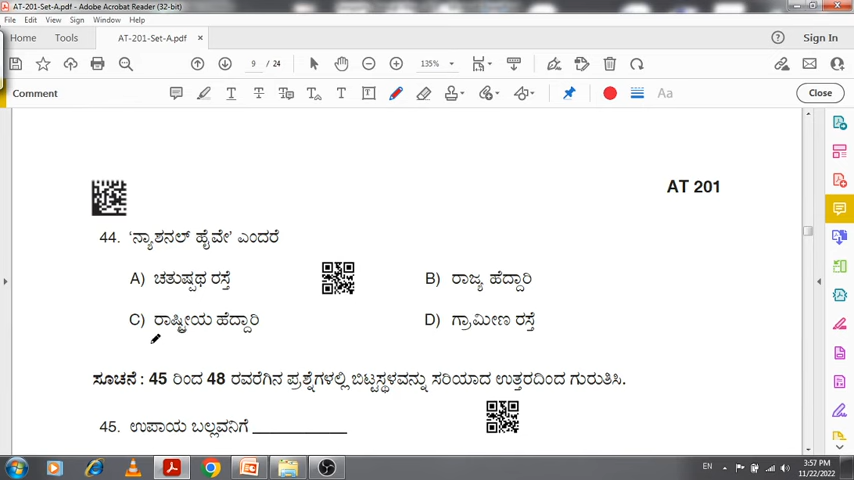 AT-201-Set-A.pdf - Adobe Acrobat Reader (32-bit)
File Edit View Sign Window Help
Home Tools AT-201-Set-A.pdf × Sign In
9 / 24 135%
Comment Aa Close
AT 201
44. ‘ನ್ಯಾಶನಲ್ ಹೈವೇ’ ಎಂದರೆ
A) ಚತುಷ್ಪಥ ರಸ್ತೆ B) ರಾಜ್ಯ ಹೆದ್ದಾರಿ
C) ರಾಷ್ಟ್ರೀಯ ಹೆದ್ದಾರಿ D) ಗ್ರಾಮೀಣ ರಸ್ತೆ
ಸೂಚನೆ : 45 ರಿಂದ 48 ರವರೆಗಿನ ಪ್ರಶ್ನೆಗಳಲ್ಲಿ ಬಿಟ್ಟಸ್ಥಳವನ್ನು ಸರಿಯಾದ ಉತ್ತರದಿಂದ ಗುರುತಿಸಿ.
45. ಉಪಾಯ ಬಲ್ಲವನಿಗೆ ____________
EN 3:57 PM
11/22/2022